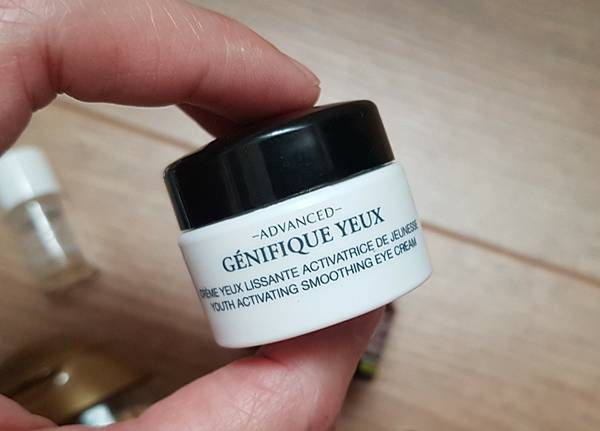 -ADVANCED-
GÉNIFIQUE YEUX
CRÈME YEUX LISSANTE ACTIVATRICE DE JEUNESSE
YOUTH ACTIVATING SMOOTHING EYE CREAM